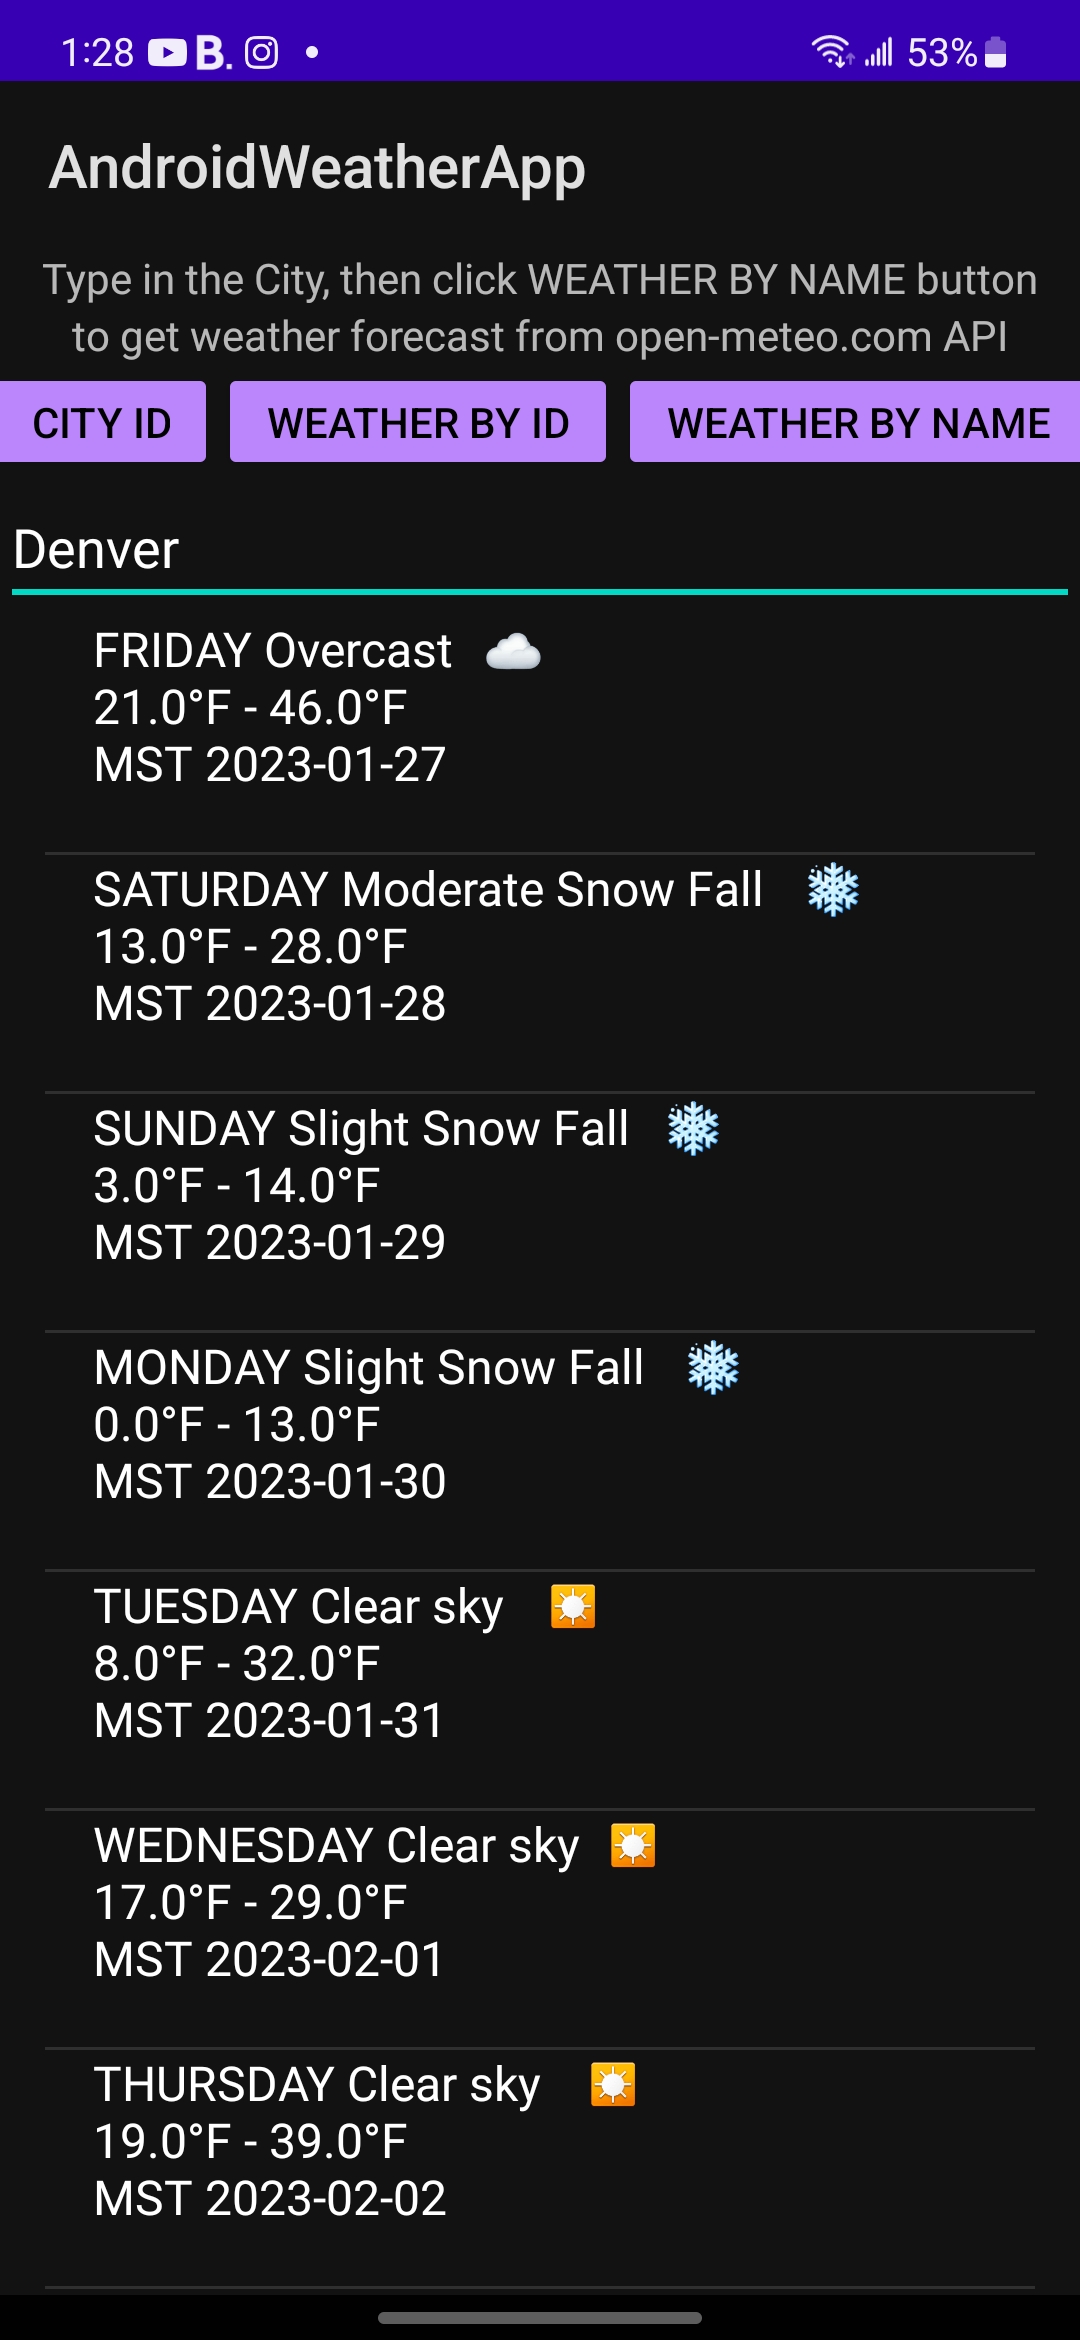 1:28 B. 53%
AndroidWeatherApp
Type in the City, then click WEATHER BY NAME button
to get weather forecast from open-meteo.com API
CITY ID WEATHER BY ID WEATHER BY NAME
Denver
FRIDAY Overcast
21.0°F - 46.0°F
MST 2023-01-27
SATURDAY Moderate Snow Fall
13.0°F - 28.0°F
MST 2023-01-28
SUNDAY Slight Snow Fall
3.0°F - 14.0°F
MST 2023-01-29
MONDAY Slight Snow Fall
0.0°F - 13.0°F
MST 2023-01-30
TUESDAY Clear sky
8.0°F - 32.0°F
MST 2023-01-31
WEDNESDAY Clear sky
17.0°F - 29.0°F
MST 2023-02-01
THURSDAY Clear sky
19.0°F - 39.0°F
MST 2023-02-02